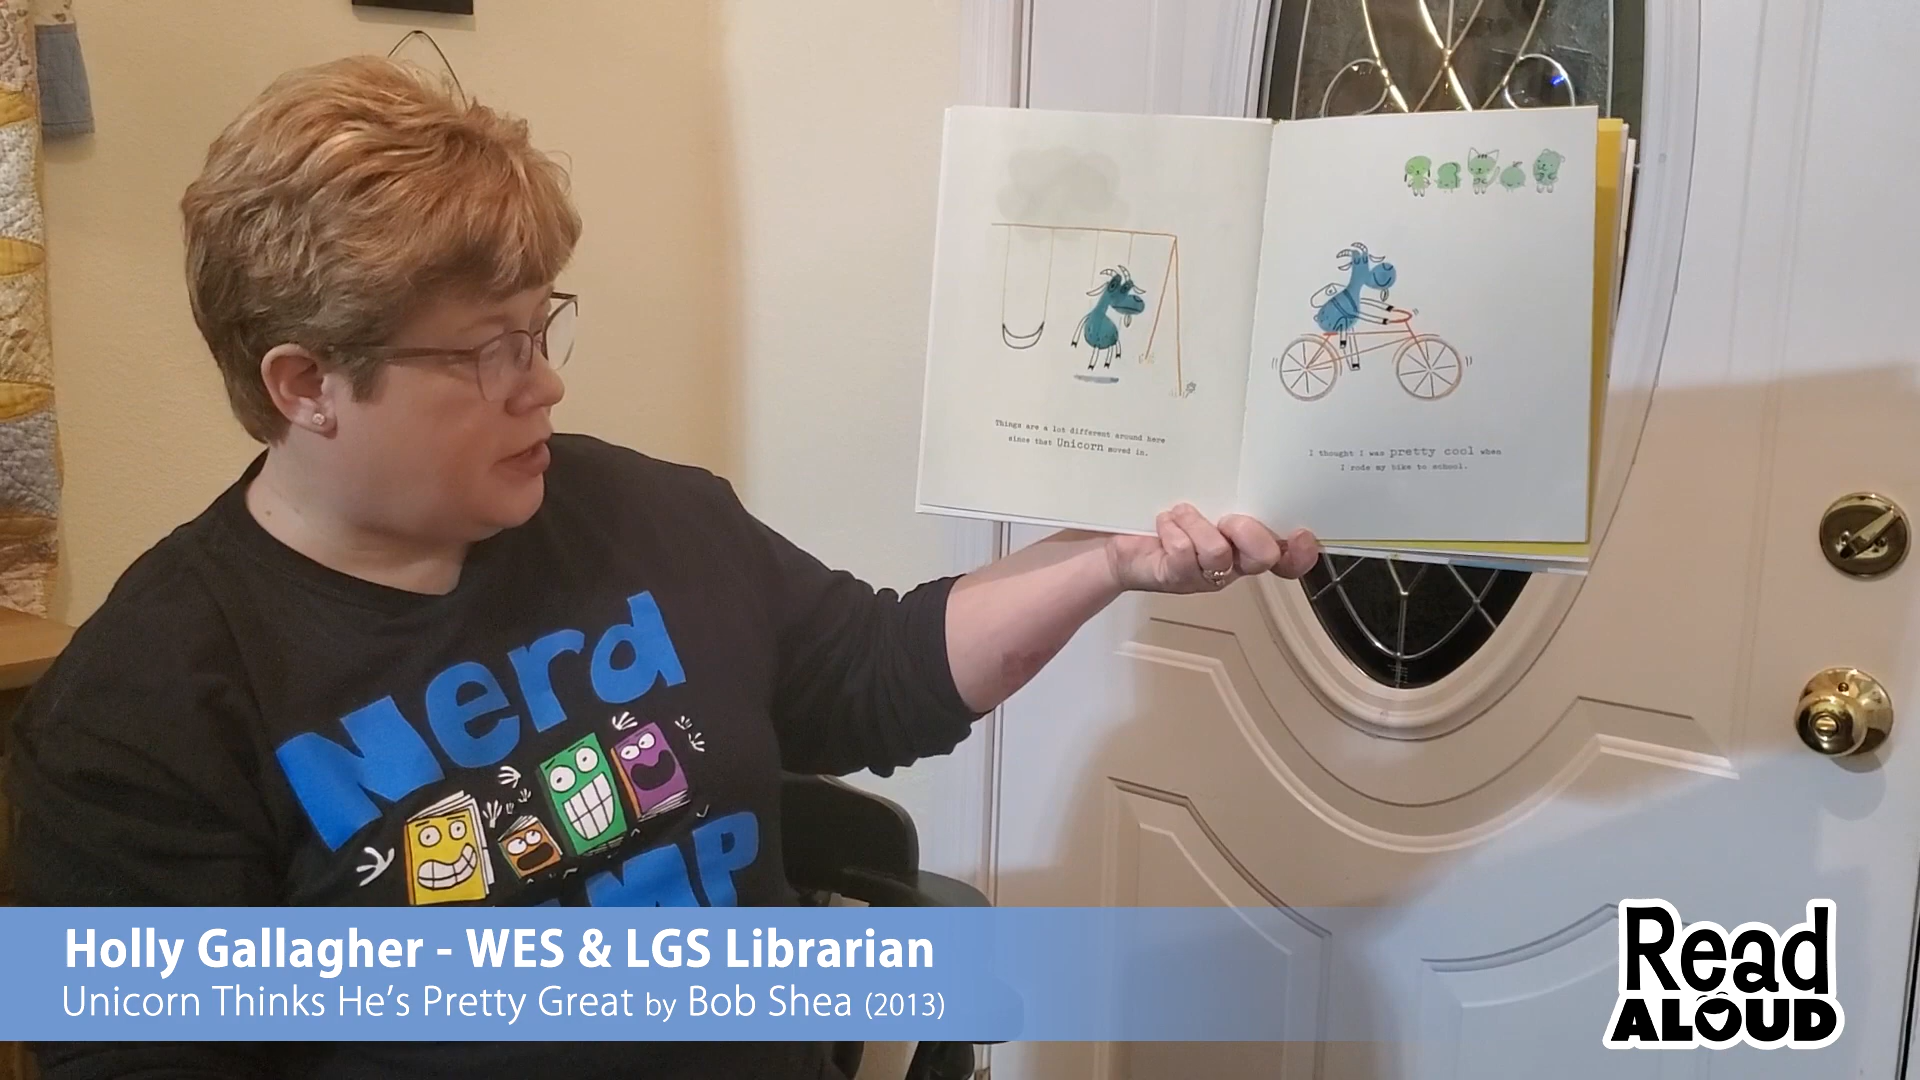 Things are a lot different around here
since that Unicorn moved in.
I thought I was pretty cool when
I rode my bike to school.
Nerd
CAMP
Holly Gallagher - WES & LGS Librarian
Unicorn Thinks He's Pretty Great by Bob Shea (2013)
Read
ALOUD